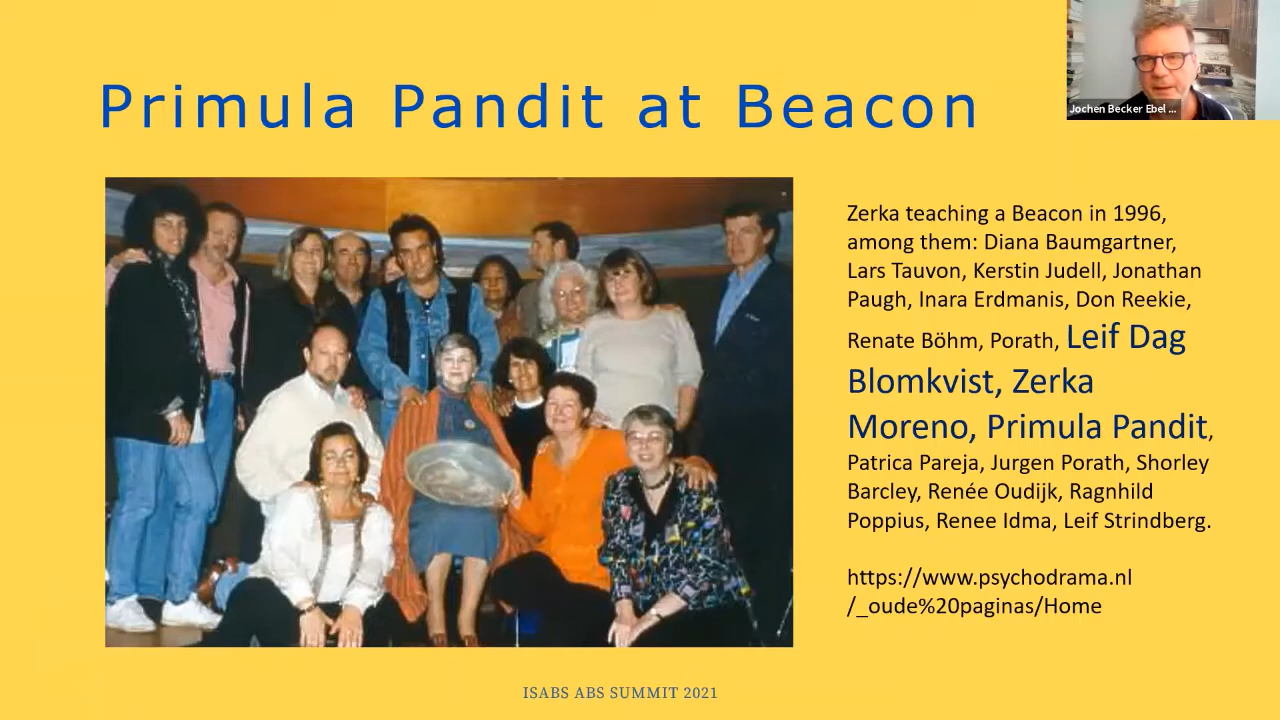 Primula Pandit at Beacon
Jochen Becker Ebel ...
Zerka teaching a Beacon in 1996,
among them: Diana Baumgartner,
Lars Tauvon, Kerstin Judell, Jonathan
Paugh, Inara Erdmanis, Don Reekie,
Renate Böhm, Porath, Leif Dag
Blomkvist, Zerka
Moreno, Primula Pandit,
Patrica Pareja, Jurgen Porath, Shorley
Barcley, Renée Oudijk, Ragnhild
Poppius, Renee Idma, Leif Strindberg.
https://www.psychodrama.nl
/_oude%20paginas/Home
ISABS ABS SUMMIT 2021